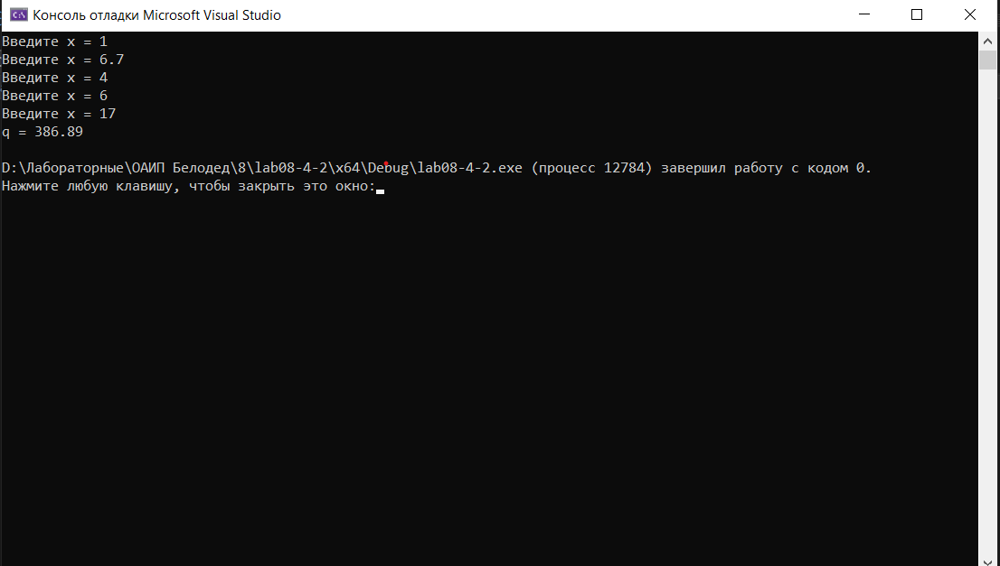 Консоль отладки Microsoft Visual Studio
Введите x = 1
Введите x = 6.7
Введите x = 4
Введите x = 6
Введите x = 17
q = 386.89
D:\Лабораторные\ОАИП Белодед\8\lab08-4-2\x64\Debug\lab08-4-2.exe (процесс 12784) завершил работу с кодом 0.
Нажмите любую клавишу, чтобы закрыть это окно: